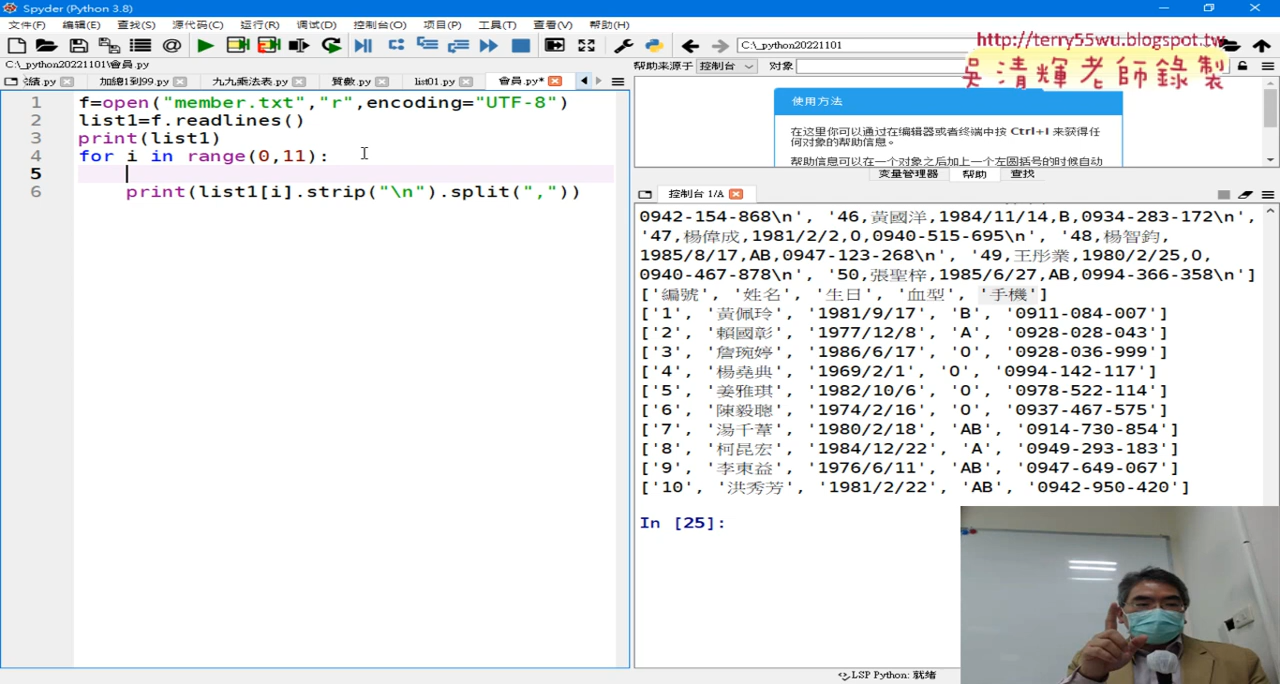 Spyder (Python 3.8)
文件(F) 编辑(E) 查找(S) 源代码(C) 运行(R) 调试(D) 控制台(O) 项目(P) 工具(T) 查看(V) 帮助(H)
C:\_python20221101
http://terry55wu.blogspot.tw
吳清輝老師錄製
C:\_python20221101\會員.py
帮助来源于 控制台 对象
績.py 加總1到99.py 九九乘法表.py 質數.py list01.py 會員.py*
1 f=open("member.txt","r",encoding="UTF-8")
2 list1=f.readlines()
3 print(list1)
4 for i in range(0,11):
5
6 print(list1[i].strip("\n").split(","))
使用方法
在这里你可以通过在编辑器或者终端中按 Ctrl+I 来获得任
何对象的帮助信息。
帮助信息可以在一个对象之后加上一个左圆括号的时候自动
变量管理器 帮助 查找
控制台 1/A
0942-154-868\n', '46,黃國洋,1984/11/14,B,0934-283-172\n',
'47,楊偉成,1981/2/2,O,0940-515-695\n', '48,楊智鈞,
1985/8/17,AB,0947-123-268\n', '49,王彤業,1980/2/25,O,
0940-467-878\n', '50,張聖梓,1985/6/27,AB,0994-366-358\n']
['編號', '姓名', '生日', '血型', '手機']
['1', '黃佩玲', '1981/9/17', 'B', '0911-084-007']
['2', '賴國彰', '1977/12/8', 'A', '0928-028-043']
['3', '詹琬婷', '1986/6/17', 'O', '0928-036-999']
['4', '楊堯典', '1969/2/1', 'O', '0994-142-117']
['5', '姜雅琪', '1982/10/6', 'O', '0978-522-114']
['6', '陳毅聰', '1974/2/16', 'O', '0937-467-575']
['7', '湯千葦', '1980/2/18', 'AB', '0914-730-854']
['8', '柯昆宏', '1984/12/22', 'A', '0949-293-183']
['9', '李東益', '1976/6/11', 'AB', '0947-649-067']
['10', '洪秀芳', '1981/2/22', 'AB', '0942-950-420']
In [25]:
LSP Python: 就绪